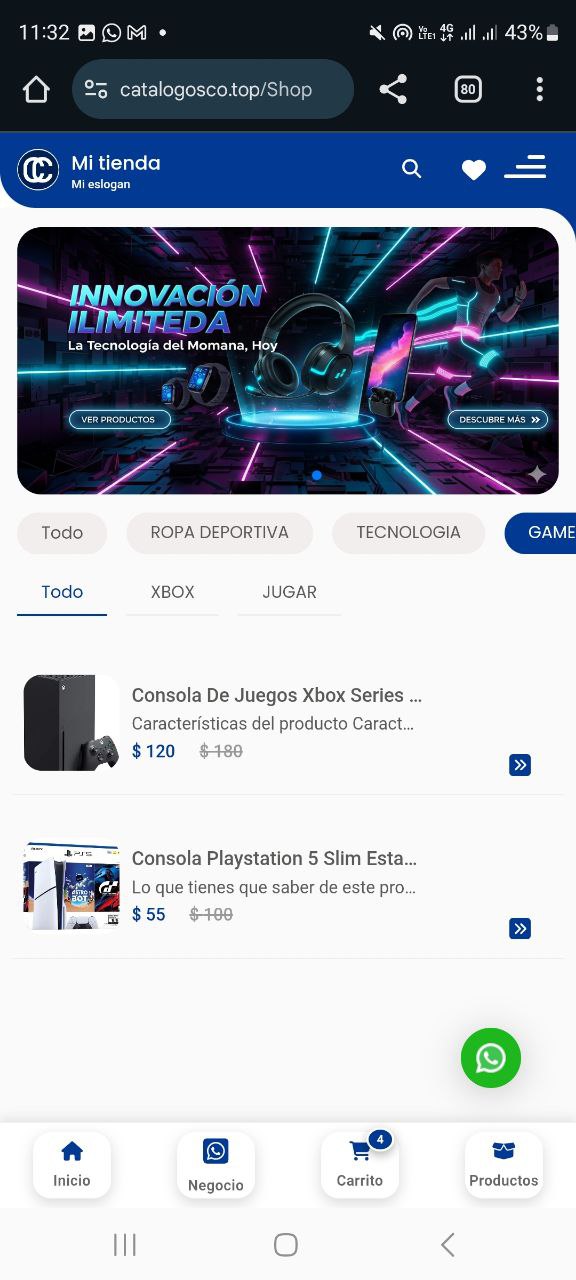 11:32
Vo LTE1 4G 43%
catalogosco.top/Shop
80
Mi tienda
Mi eslogan
INNOVACIÓN
ILIMITEDA
La Tecnología del Momana, Hoy
VER PRODUCTOS
DESCUBRE MÁS
Todo ROPA DEPORTIVA TECNOLOGIA GAME
Todo XBOX JUGAR
Consola De Juegos Xbox Series ...
Características del producto Caract...
$ 120 $ 180
Consola Playstation 5 Slim Esta...
Lo que tienes que saber de este pro...
$ 55 $ 100
4
Inicio Negocio Carrito Productos